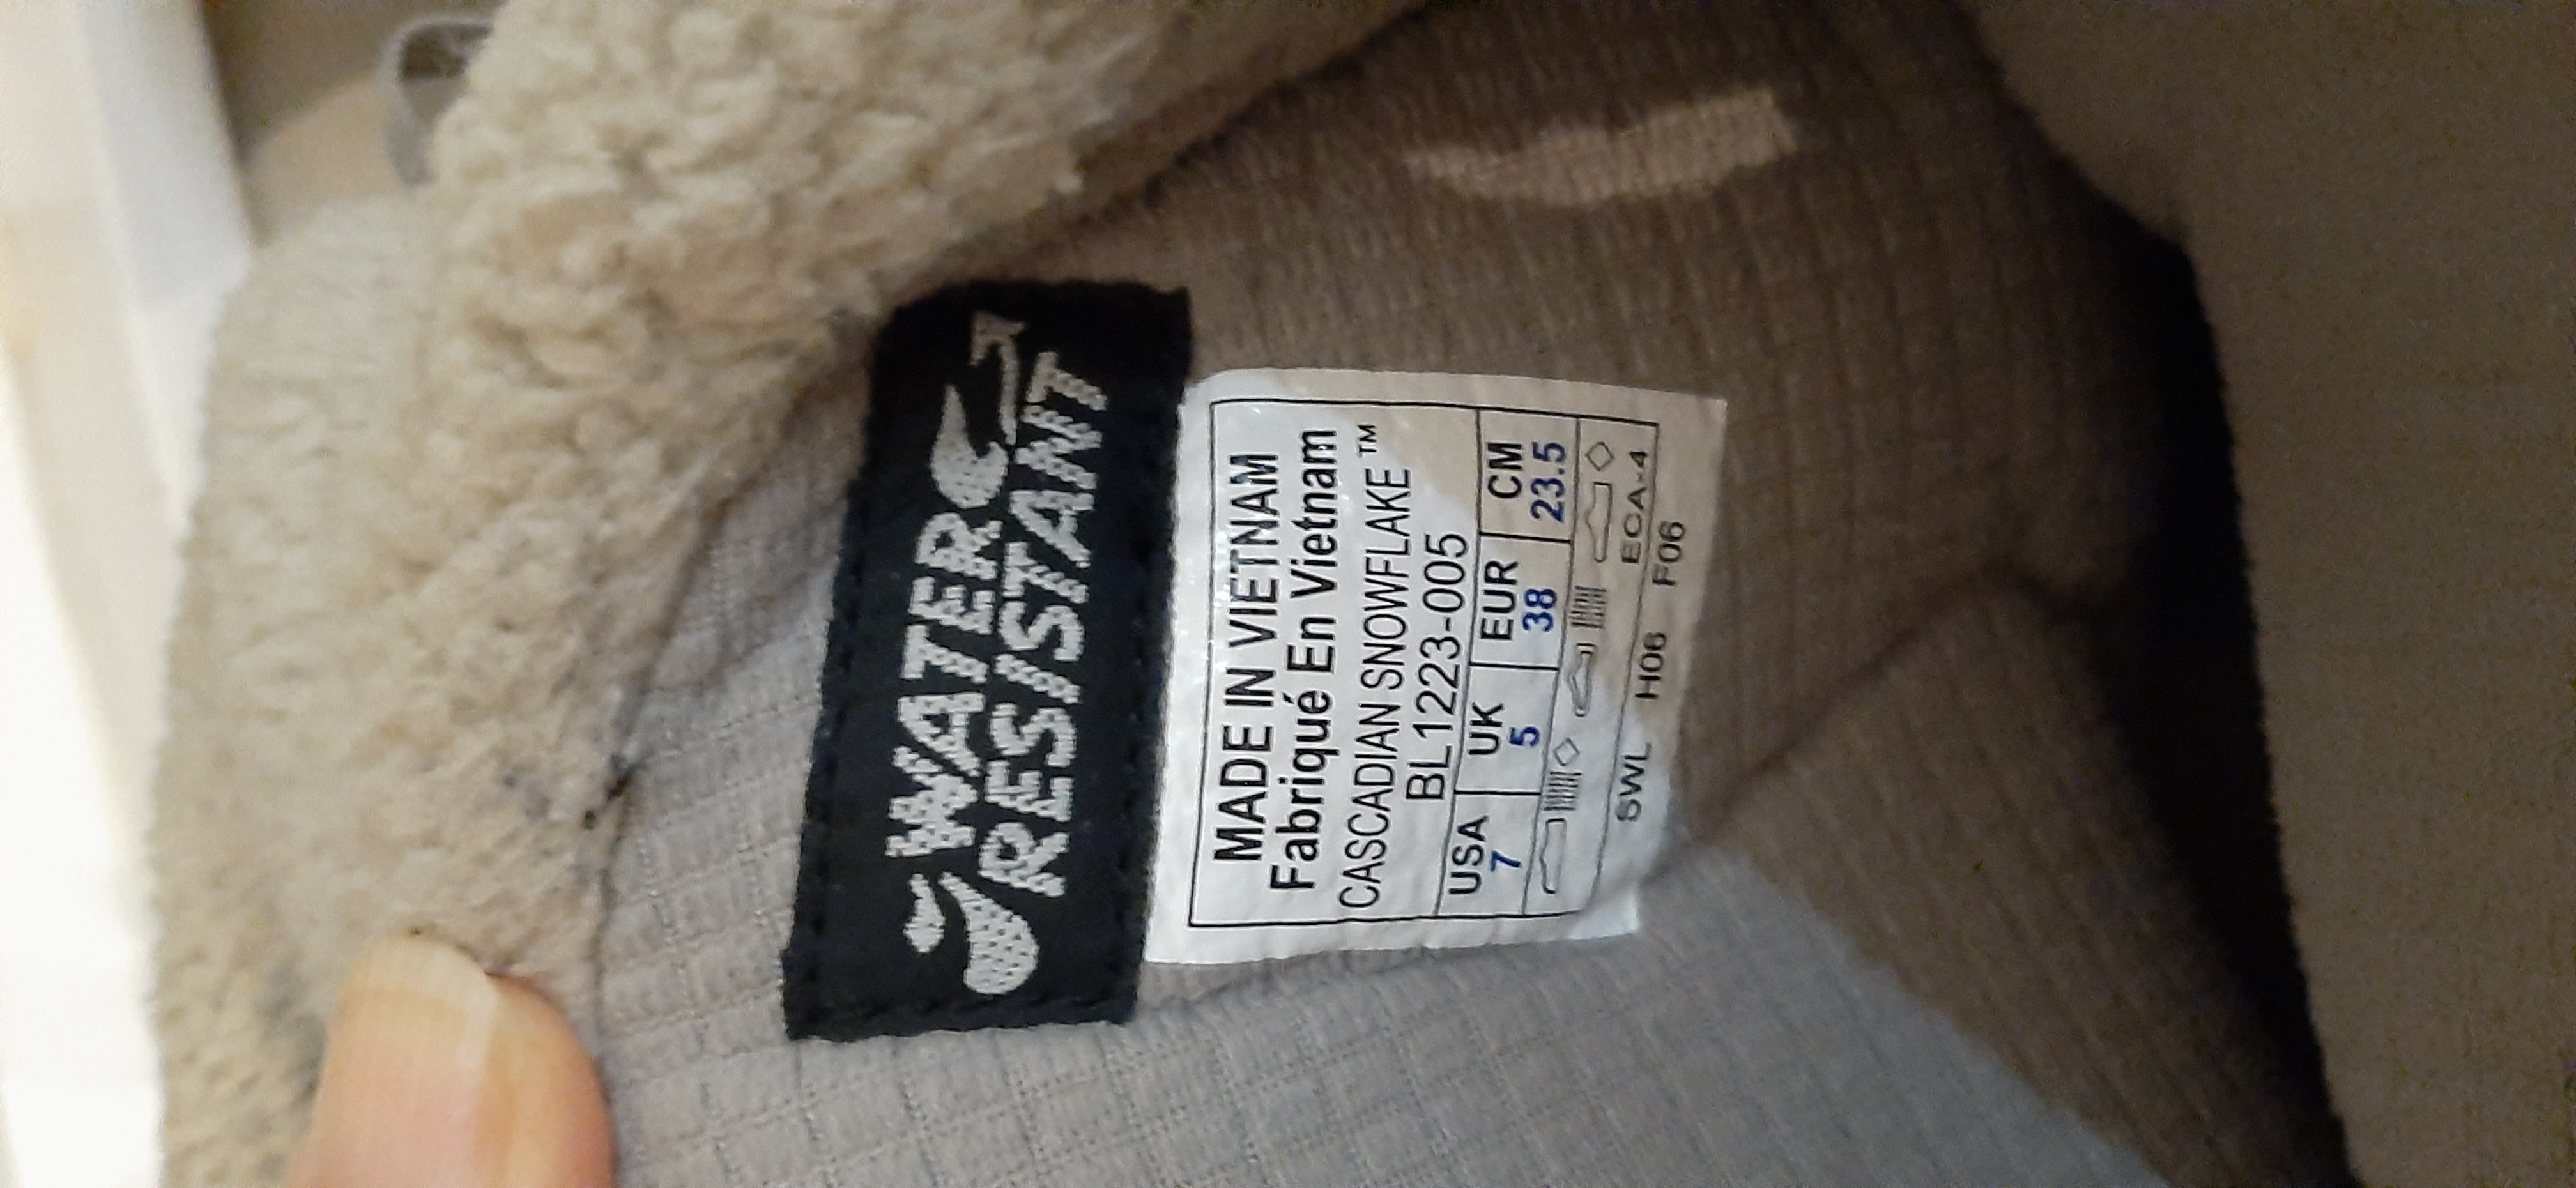 WATER
RESISTANT
MADE IN VIETNAM
Fabriqué En Vietnam
CASCADIAN SNOWFLAKE™
BL1223-005
USA UK EUR CM
7 5 38 23.5
ECA-4
SWL H06 F06